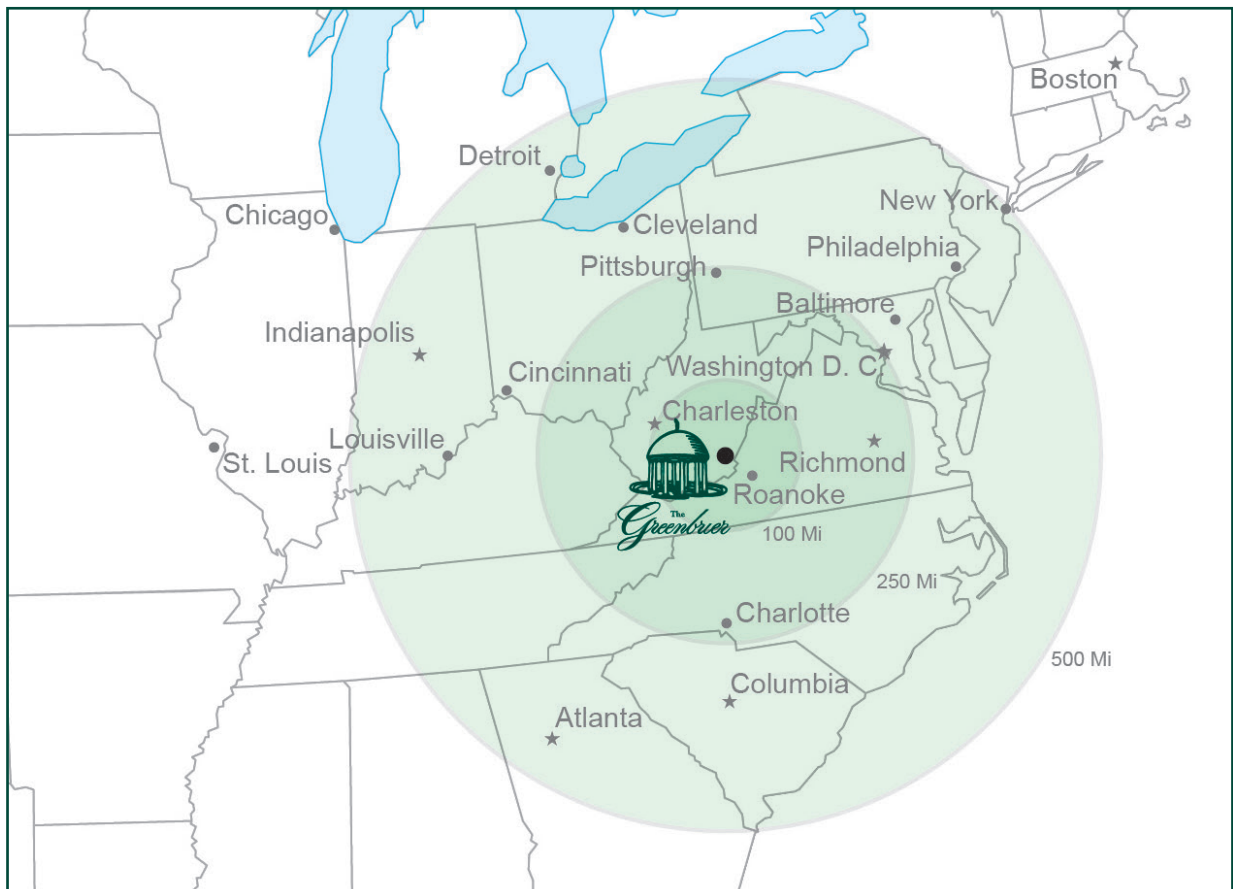 Boston
Detroit
New York
Chicago
Cleveland
Philadelphia
Pittsburgh
Baltimore
Indianapolis
Washington D. C
Cincinnati
Charleston
Louisville
St. Louis
Richmond
Roanoke
The
Greenbrier
100 Mi
250 Mi
Charlotte
500 Mi
Columbia
Atlanta